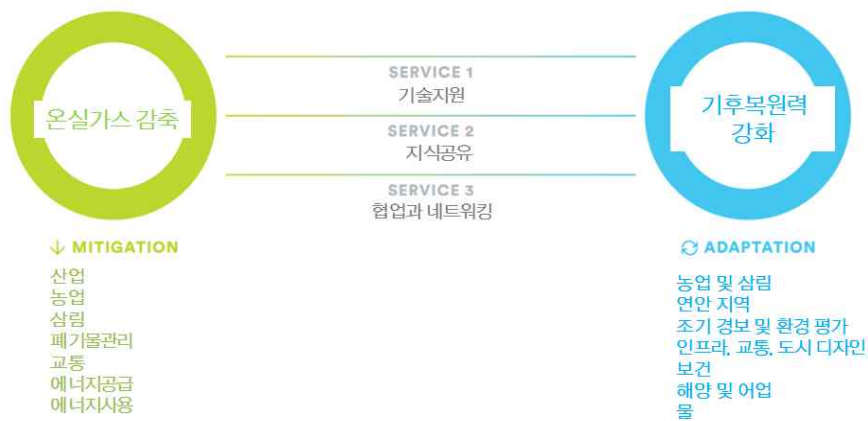 온실가스 감축
SERVICE 1
기술지원
SERVICE 2
지식공유
SERVICE 3
협업과 네트워킹
기후복원력
강화
MITIGATION
산업
농업
삼림
폐기물관리
교통
에너지공급
에너지사용
ADAPTATION
농업 및 삼림
연안 지역
조기 경보 및 환경 평가
인프라, 교통, 도시 디자인
보건
해양 및 어업
물